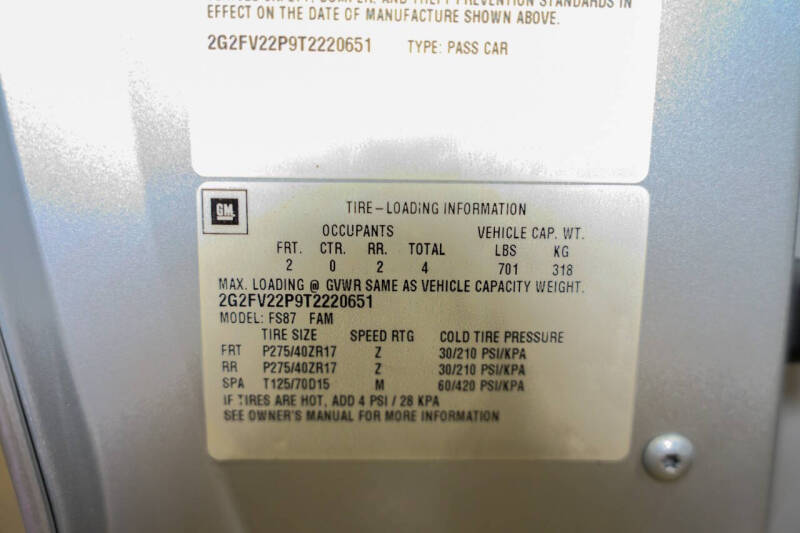 THEFT PREVENTION STANDARDS IN
EFFECT ON THE DATE OF MANUFACTURE SHOWN ABOVE.
2G2FV22P9T2220651 TYPE: PASS CAR
GM
TIRE-LOADING INFORMATION
OCCUPANTS VEHICLE CAP. WT.
FRT. CTR. RR. TOTAL LBS KG
2 0 2 4 701 318
MAX. LOADING @ GVWR SAME AS VEHICLE CAPACITY WEIGHT.
2G2FV22P9T2220651
MODEL: FS87 FAM
TIRE SIZE SPEED RTG COLD TIRE PRESSURE
FRT P275/40ZR17 Z 30/210 PSI/KPA
RR P275/40ZR17 Z 30/210 PSI/KPA
SPA T125/70D15 M 60/420 PSI/KPA
IF TIRES ARE HOT, ADD 4 PSI / 28 KPA
SEE OWNER'S MANUAL FOR MORE INFORMATION